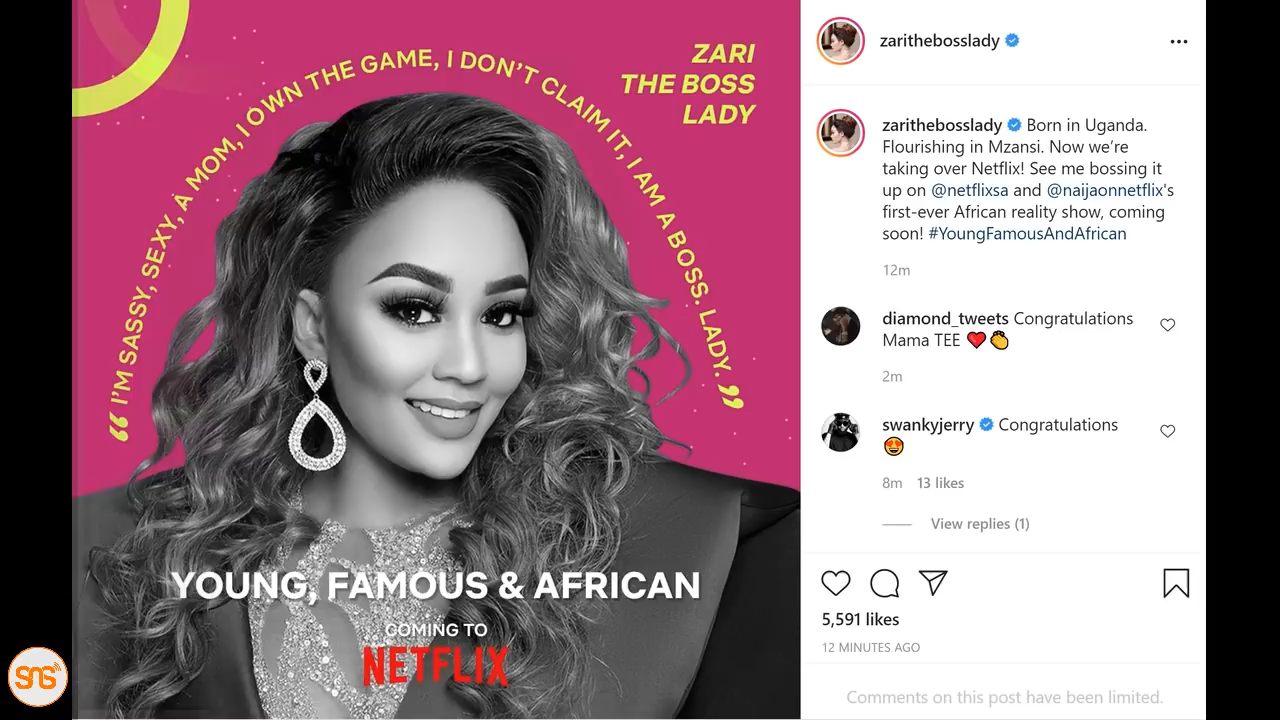 ZARI
THE BOSS
LADY
“ I’M SASSY, SEXY, A MOM, I OWN THE GAME, I DON’T CLAIM IT, I AM A BOSS. LADY. ”
YOUNG, FAMOUS & AFRICAN
COMING TO
NETFLIX
SNS
zarithebosslady
zarithebosslady Born in Uganda.
Flourishing in Mzansi. Now we’re
taking over Netflix! See me bossing it
up on @netflixsa and @naijaonnetflix's
first-ever African reality show, coming
soon! #YoungFamousAndAfrican
12m
diamond_tweets Congratulations
Mama TEE ❤️👏
2m
swankyjerry Congratulations
😍
8m 13 likes
View replies (1)
5,591 likes
12 MINUTES AGO
Comments on this post have been limited.